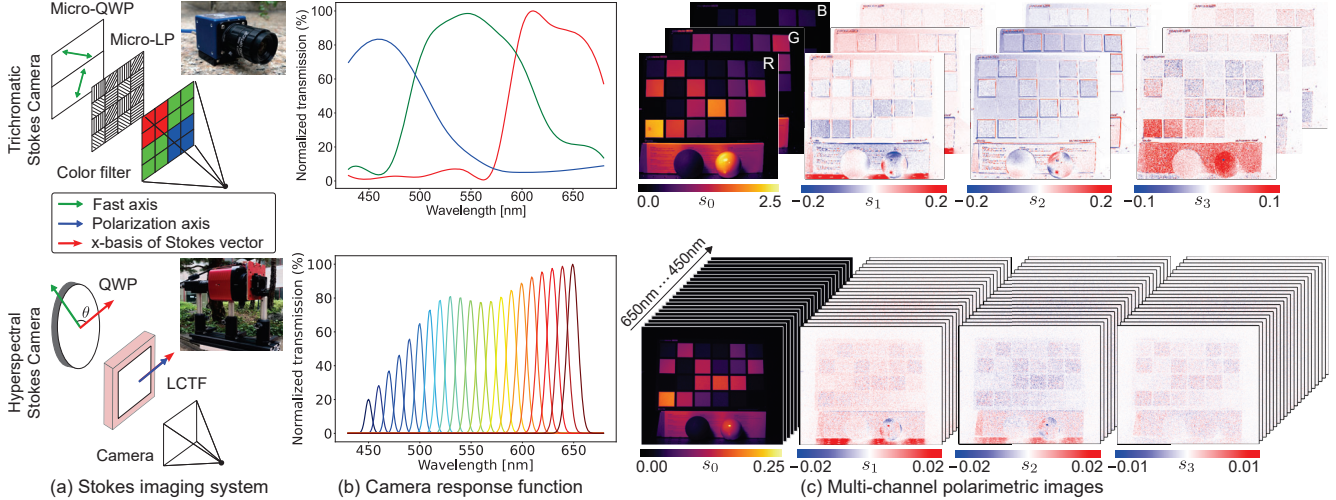 Trichromatic
Stokes Camera
Micro-QWP
Micro-LP
Color filter
Fast axis
Polarization axis
x-basis of Stokes vector
Hyperspectral
Stokes Camera
QWP
θ
LCTF
Camera
(a) Stokes imaging system
Normalized transmission (%)
100
80
60
40
20
0
450 500 550 600 650
Wavelength [nm]
Normalized transmission (%)
100
80
60
40
20
0
450 500 550 600 650
Wavelength [nm]
(b) Camera response function
B
G
R
0.0 s0 2.5
−0.2 s1 0.2
−0.2 s2 0.2
−0.1 s3 0.1
650nm ··· 450nm
0.00 s0 0.25
−0.02 s1 0.02
−0.02 s2 0.02
−0.01 s3 0.01
(c) Multi-channel polarimetric images